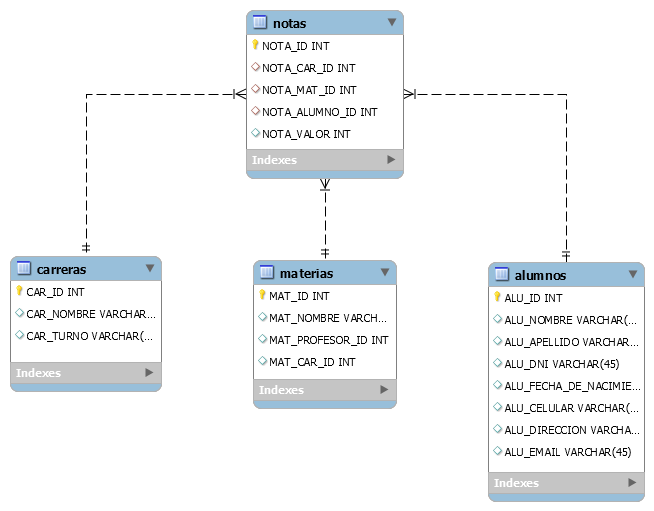 notas
NOTA_ID INT
NOTA_CAR_ID INT
NOTA_MAT_ID INT
NOTA_ALUMNO_ID INT
NOTA_VALOR INT
Indexes
carreras
CAR_ID INT
CAR_NOMBRE VARCHAR...
CAR_TURNO VARCHAR(...
Indexes
materias
MAT_ID INT
MAT_NOMBRE VARCH...
MAT_PROFESOR_ID INT
MAT_CAR_ID INT
Indexes
alumnos
ALU_ID INT
ALU_NOMBRE VARCHAR(...
ALU_APELLIDO VARCHAR...
ALU_DNI VARCHAR(45)
ALU_FECHA_DE_NACIMIE...
ALU_CELULAR VARCHAR(...
ALU_DIRECCION VARCHA...
ALU_EMAIL VARCHAR(45)
Indexes